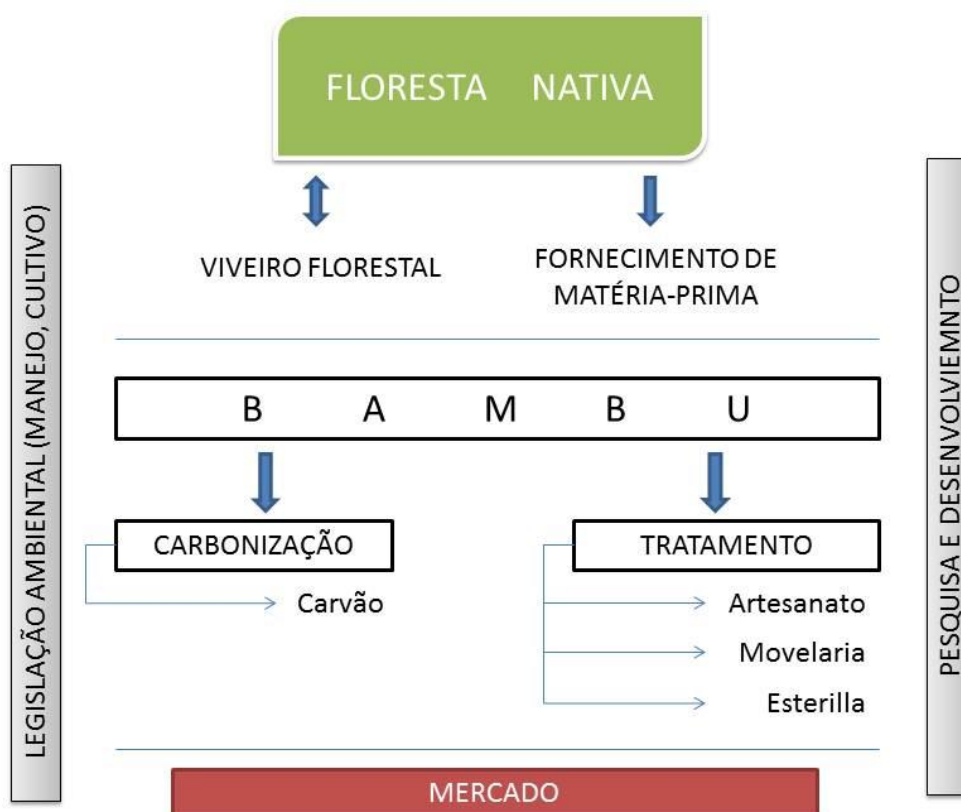 FLORESTA NATIVA
LEGISLAÇÃO AMBIENTAL (MANEJO, CULTIVO)
PESQUISA E DESENVOLVIEMNTO
VIVEIRO FLORESTAL
FORNECIMENTO DE
MATÉRIA-PRIMA
B A M B U
CARBONIZAÇÃO
Carvão
TRATAMENTO
Artesanato
Movelaria
Esterilla
MERCADO